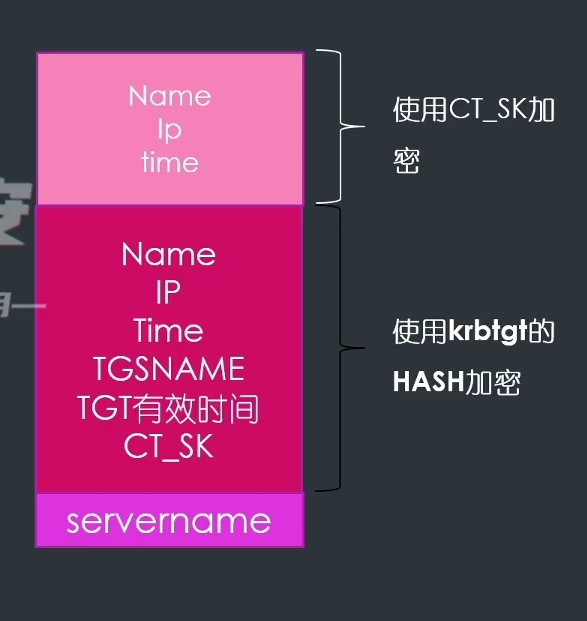 Name
Ip
time
使用CT_SK加
密
Name
IP
Time
TGSNAME
TGT有效时间
CT_SK
使用krbtgt的
HASH加密
servername